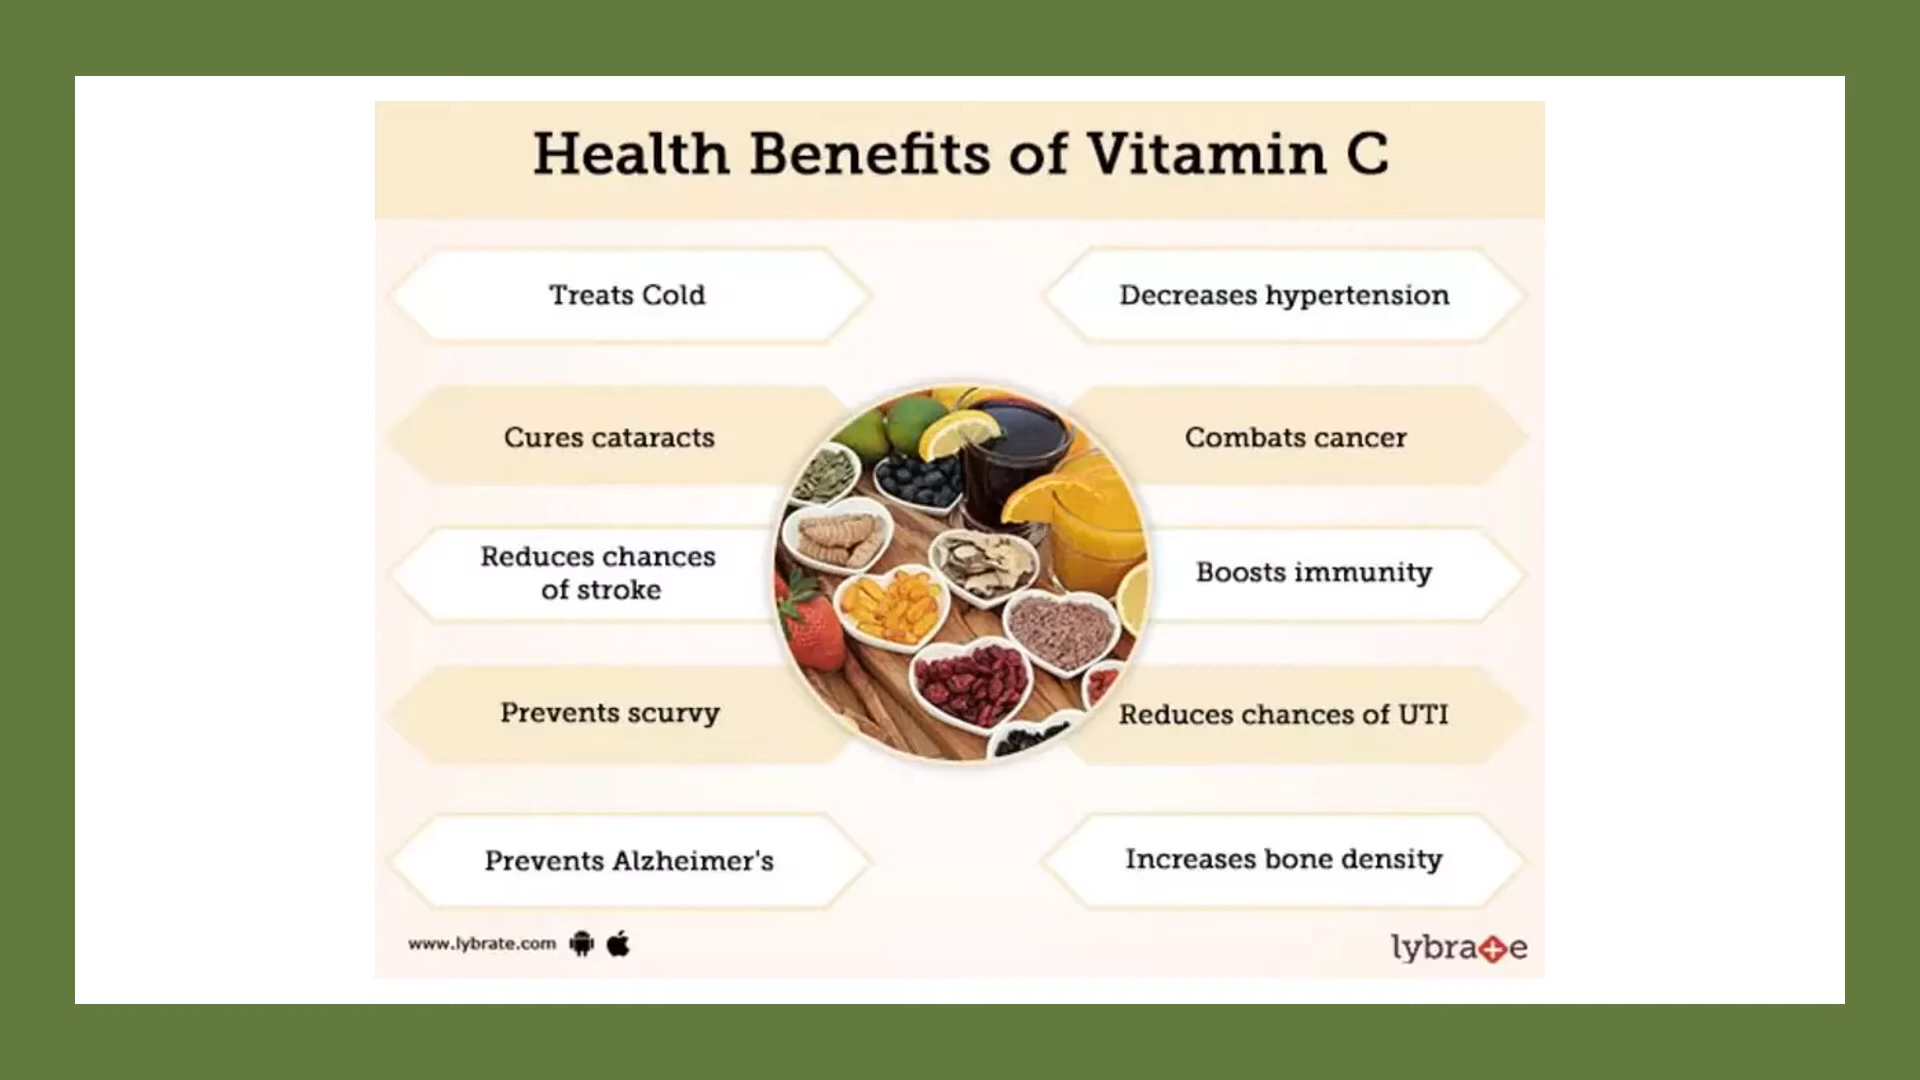 Health Benefits of Vitamin C
Treats Cold
Decreases hypertension
Cures cataracts
Combats cancer
Reduces chances
of stroke
Boosts immunity
Prevents scurvy
Reduces chances of UTI
Prevents Alzheimer's
Increases bone density
www.lybrate.com
lybrate